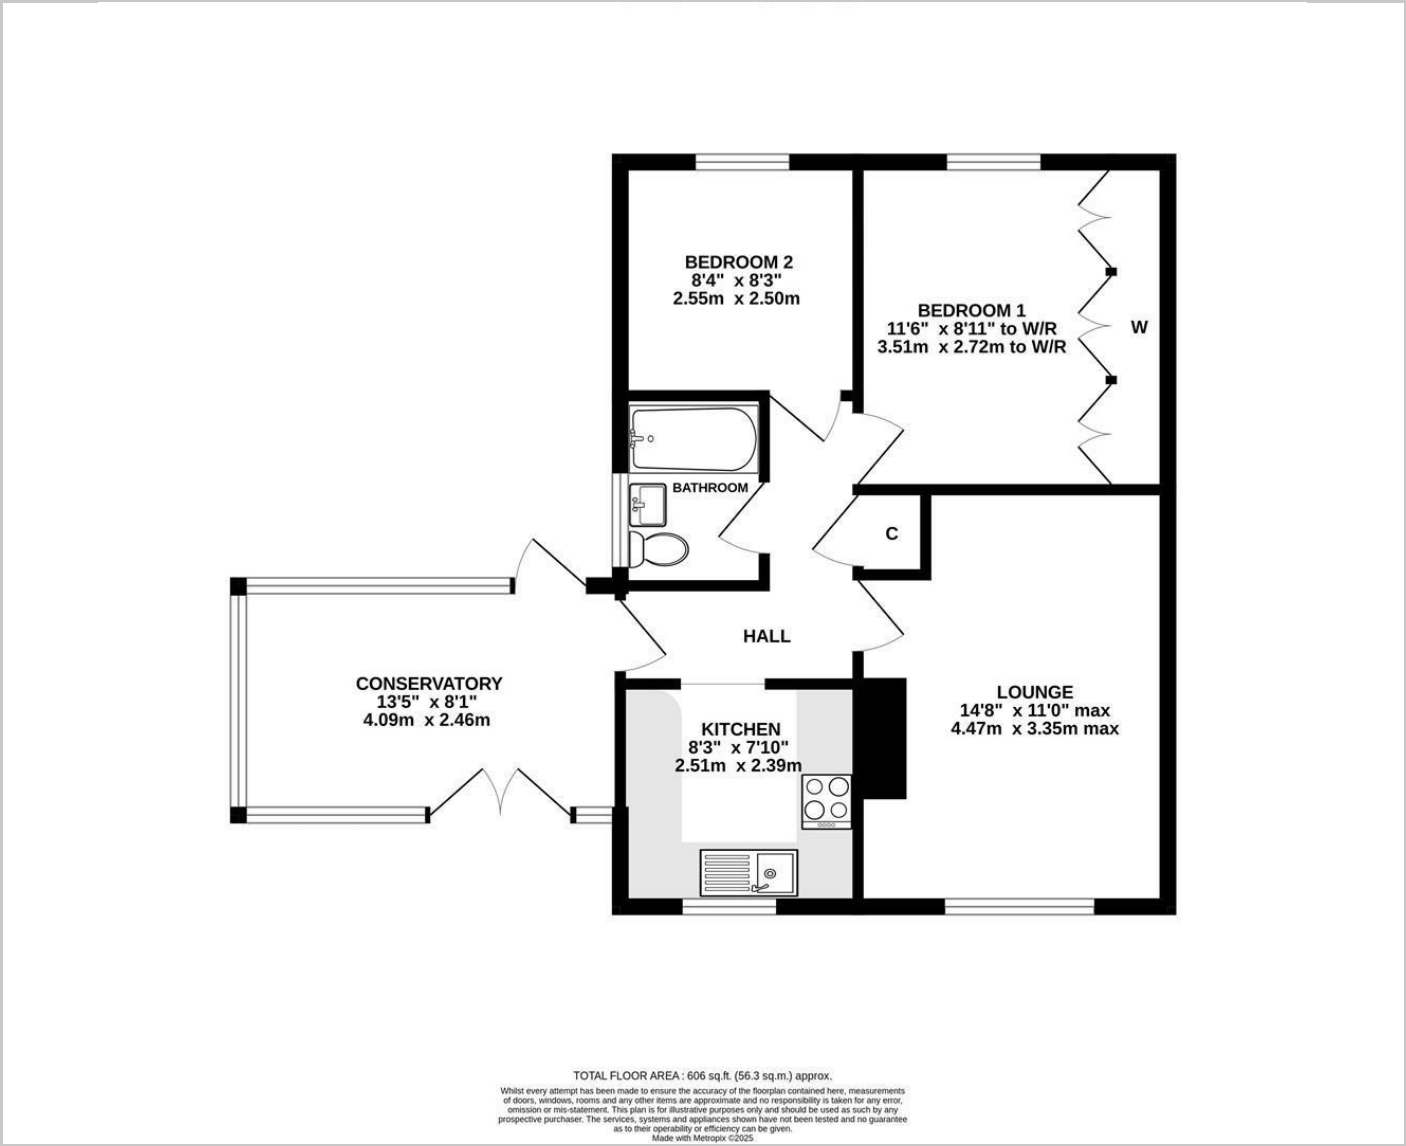 BEDROOM 2
8'4" x 8'3"
2.55m x 2.50m
BEDROOM 1
11'6" x 8'11" to W/R
3.51m x 2.72m to W/R
W
BATHROOM
C
HALL
CONSERVATORY
13'5" x 8'1"
4.09m x 2.46m
LOUNGE
14'8" x 11'0" max
4.47m x 3.35m max
KITCHEN
8'3" x 7'10"
2.51m x 2.39m
TOTAL FLOOR AREA : 606 sq.ft. (56.3 sq.m.) approx.
Whilst every attempt has been made to ensure the accuracy of the floorplan contained here, measurements
of doors, windows, rooms and any other items are approximate and no responsibility is taken for any error,
omission or mis-statement. This plan is for illustrative purposes only and should be used as such by any
prospective purchaser. The services, systems and appliances shown have not been tested and no guarantee
as to their operability or efficiency can be given.
Made with Metropix ©2025